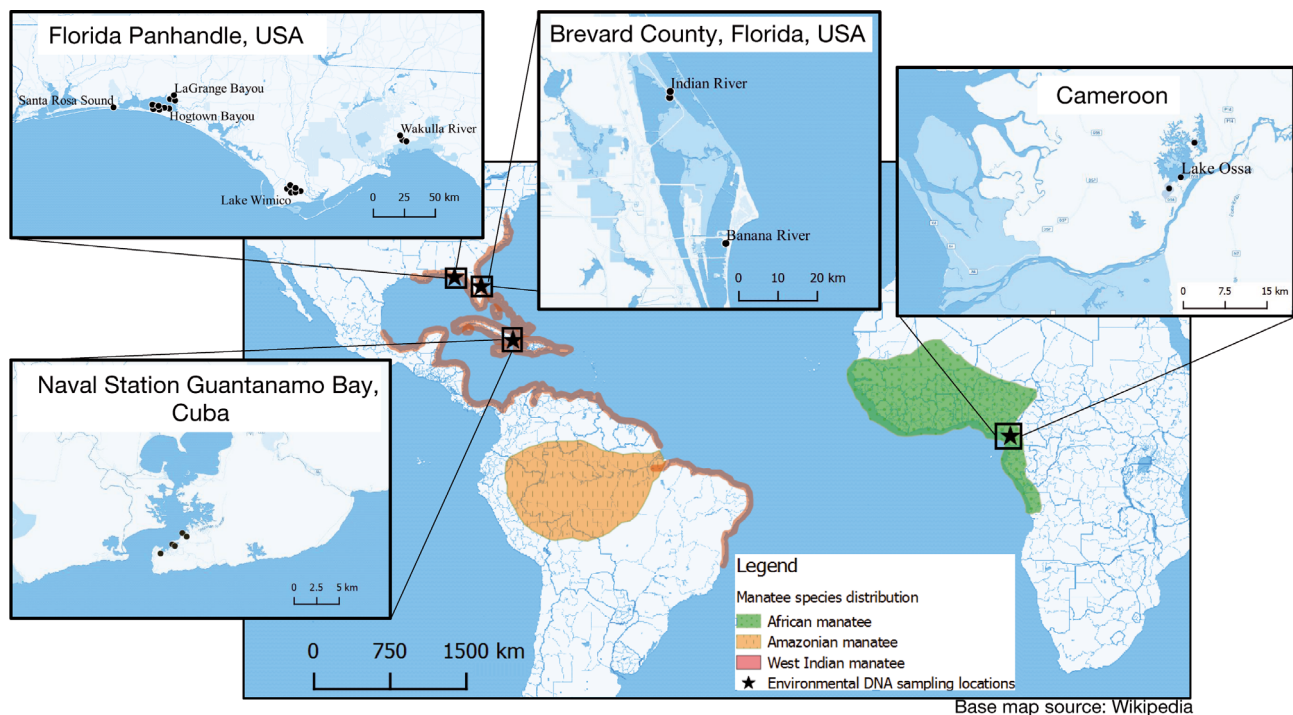 Florida Panhandle, USA
LaGrange Bayou
Santa Rosa Sound
Hogtown Bayou
Wakulla River
Lake Wimico
0 25 50 km
Brevard County, Florida, USA
Indian River
Banana River
0 10 20 km
Cameroon
Lake Ossa
0 7.5 15 km
Naval Station Guantanamo Bay,
Cuba
0 2.5 5 km
0 750 1500 km
Legend
Manatee species distribution
African manatee
Amazonian manatee
West Indian manatee
Environmental DNA sampling locations
Base map source: Wikipedia